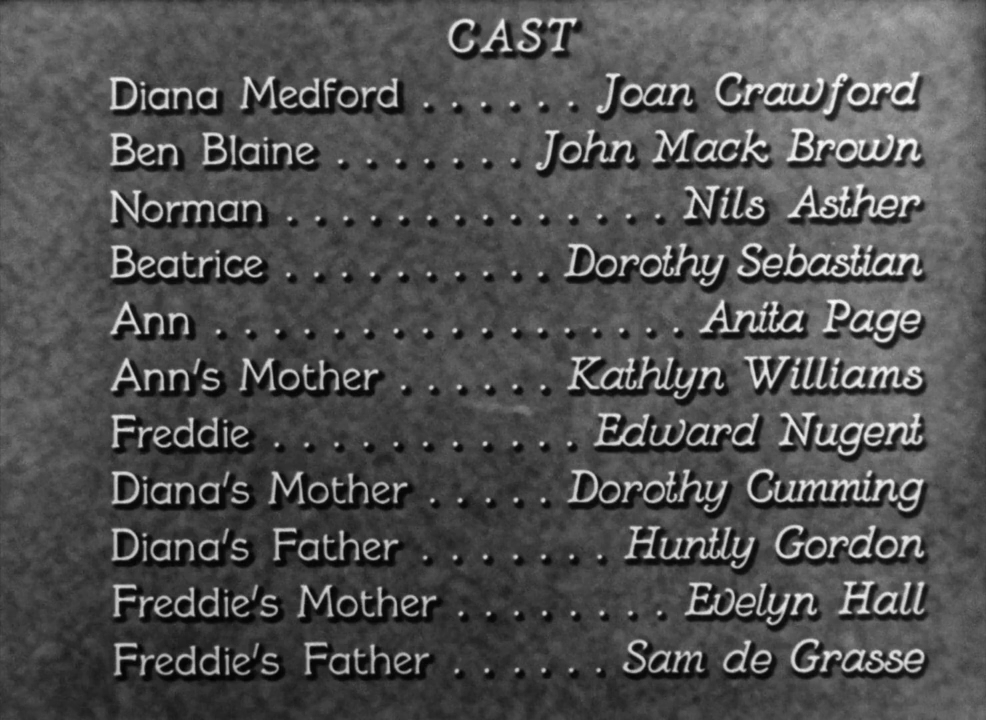 CAST
Diana Medford . . . . . . Joan Crawford
Ben Blaine . . . . . . . John Mack Brown
Norman . . . . . . . . . . . . . . Nils Asther
Beatrice . . . . . . . . . . Dorothy Sebastian
Ann . . . . . . . . . . . . . . . . . Anita Page
Ann's Mother . . . . . . Kathlyn Williams
Freddie . . . . . . . . . . . Edward Nugent
Diana's Mother . . . . . Dorothy Cumming
Diana's Father . . . . . . . Huntly Gordon
Freddie's Mother . . . . . . . . Evelyn Hall
Freddie's Father . . . . . . Sam de Grasse